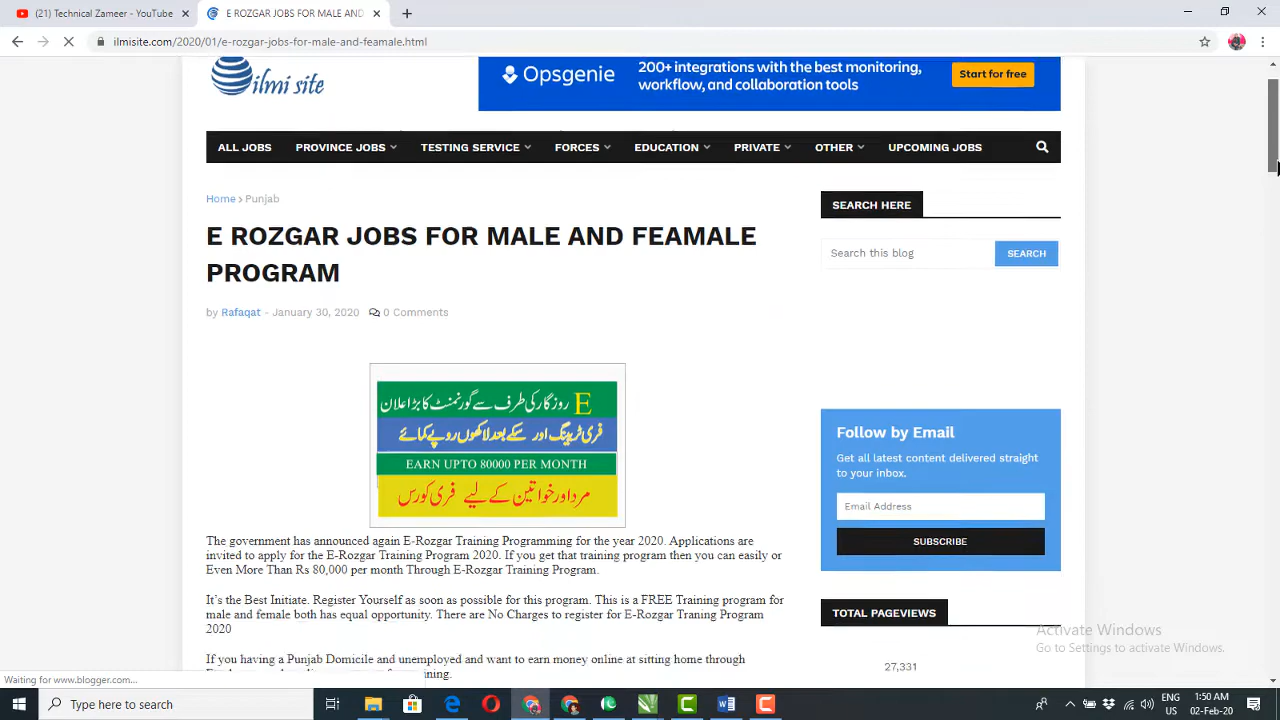 (21) Technical Zameer - YouTube
E ROZGAR JOBS FOR MALE AND
ilmisite.com/2020/01/e-rozgar-jobs-for-male-and-feamale.html
ilmi site
Opsgenie
200+ integrations with the best monitoring,
workflow, and collaboration tools
Start for free
ALL JOBS PROVINCE JOBS TESTING SERVICE FORCES EDUCATION PRIVATE OTHER UPCOMING JOBS
Home > Punjab
E ROZGAR JOBS FOR MALE AND FEAMALE
PROGRAM
by Rafaqat - January 30, 2020 0 Comments
E روزگار کی طرف سے گورنمنٹ کا بڑا اعلان
فری ٹریننگ اور سکے بعد لاکھوں روپے کمائے
EARN UPTO 80000 PER MONTH
مرد اور خواتین کے لیے فری کورس
The government has announced again E-Rozgar Training Programming for the year 2020. Applications are
invited to apply for the E-Rozgar Training Program 2020. If you get that training program then you can easily or
Even More Than Rs 80,000 per month Through E-Rozgar Training Program.
It's the Best Initiate. Register Yourself as soon as possible for this program. This is a FREE Training program for
male and female both has equal opportunity. There are No Charges to register for E-Rozgar Traning Program
2020
If you having a Punjab Domicile and unemployed and want to earn money online at sitting home through
SEARCH HERE
Search this blog
SEARCH
Follow by Email
Get all latest content delivered straight
to your inbox.
Email Address
SUBSCRIBE
TOTAL PAGEVIEWS
27,331
Activate Windows
Go to Settings to activate Windows.
Waiting for www.blogger.com...
Type here to search
ENG
US
1:50 AM
02-Feb-20